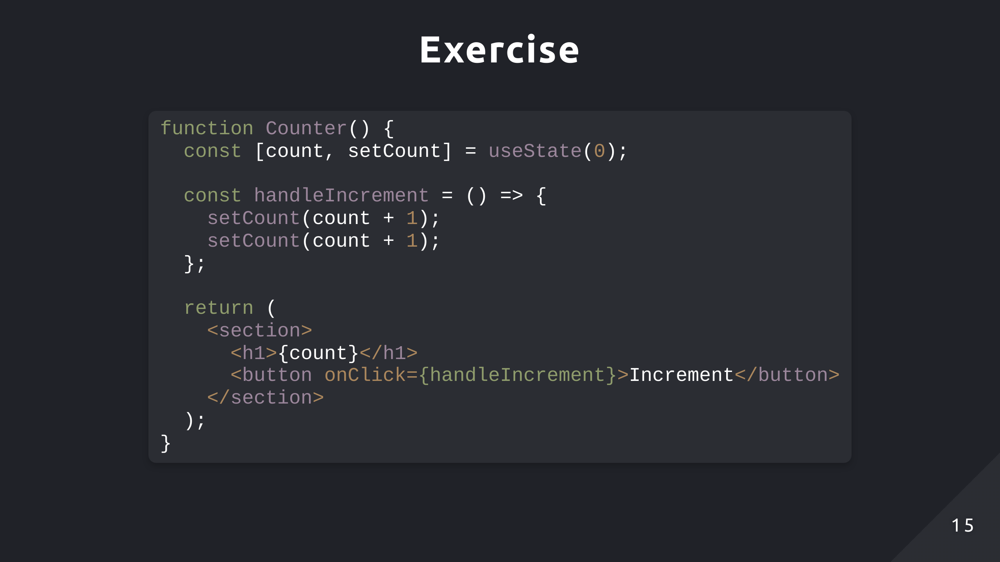 Exercise
function Counter() {
  const [count, setCount] = useState(0);

  const handleIncrement = () => {
    setCount(count + 1);
    setCount(count + 1);
  };

  return (
    <section>
      <h1>{count}</h1>
      <button onClick={handleIncrement}>Increment</button>
    </section>
  );
}
15